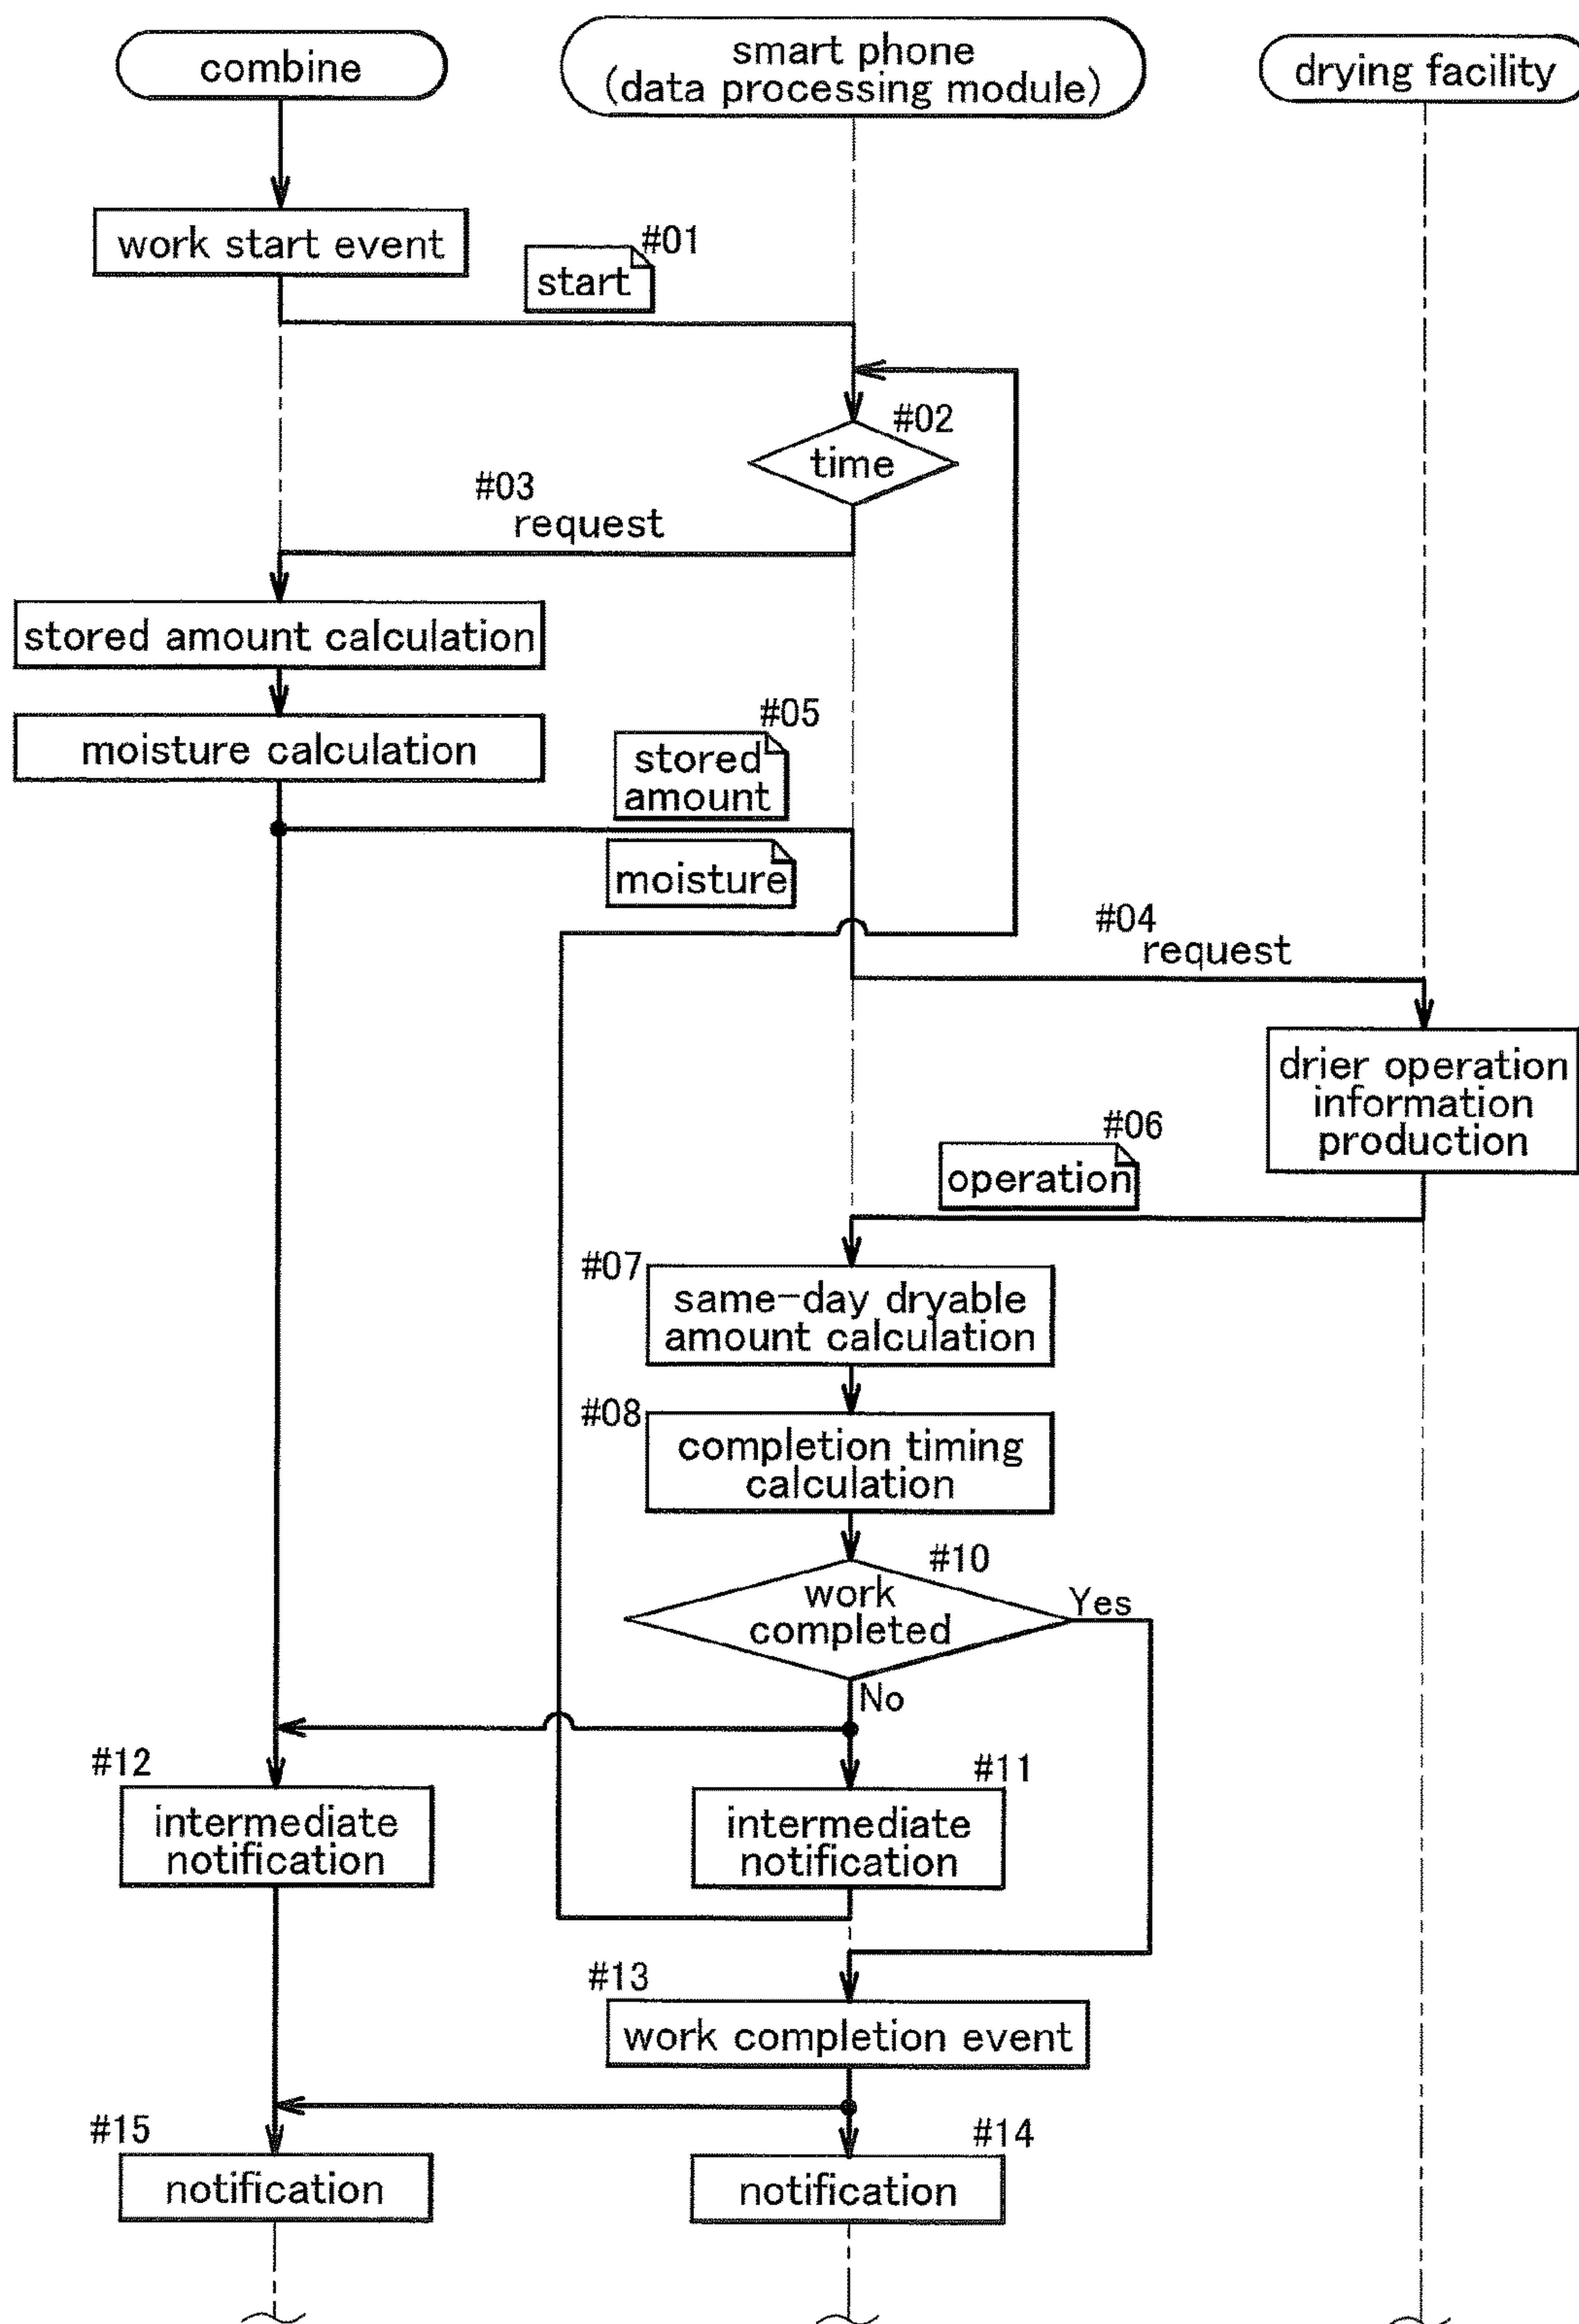 combine
smart phone
(data processing module)
drying facility
work start event
#01
start
#02
time
#03
request
stored amount calculation
moisture calculation
#05
stored
amount
moisture
#04
request
drier operation
information
production
#06
operation
#07
same-day dryable
amount calculation
#08
completion timing
calculation
#10
work
completed
Yes
No
#12
intermediate
notification
#11
intermediate
notification
#13
work completion event
#15
notification
#14
notification